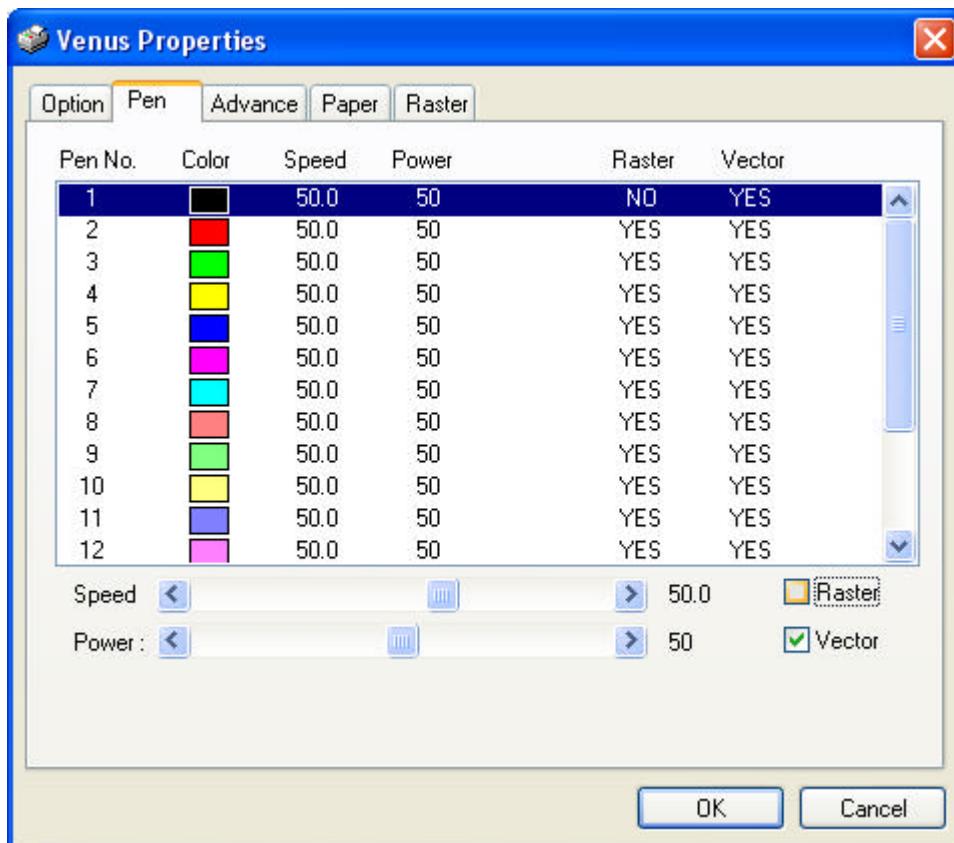 Venus Properties
Option Pen Advance Paper Raster
Pen No. Color Speed Power Raster Vector
1 50.0 50 NO YES
2 50.0 50 YES YES
3 50.0 50 YES YES
4 50.0 50 YES YES
5 50.0 50 YES YES
6 50.0 50 YES YES
7 50.0 50 YES YES
8 50.0 50 YES YES
9 50.0 50 YES YES
10 50.0 50 YES YES
11 50.0 50 YES YES
12 50.0 50 YES YES
Speed 50.0 Raster
Power : 50 Vector
OK Cancel